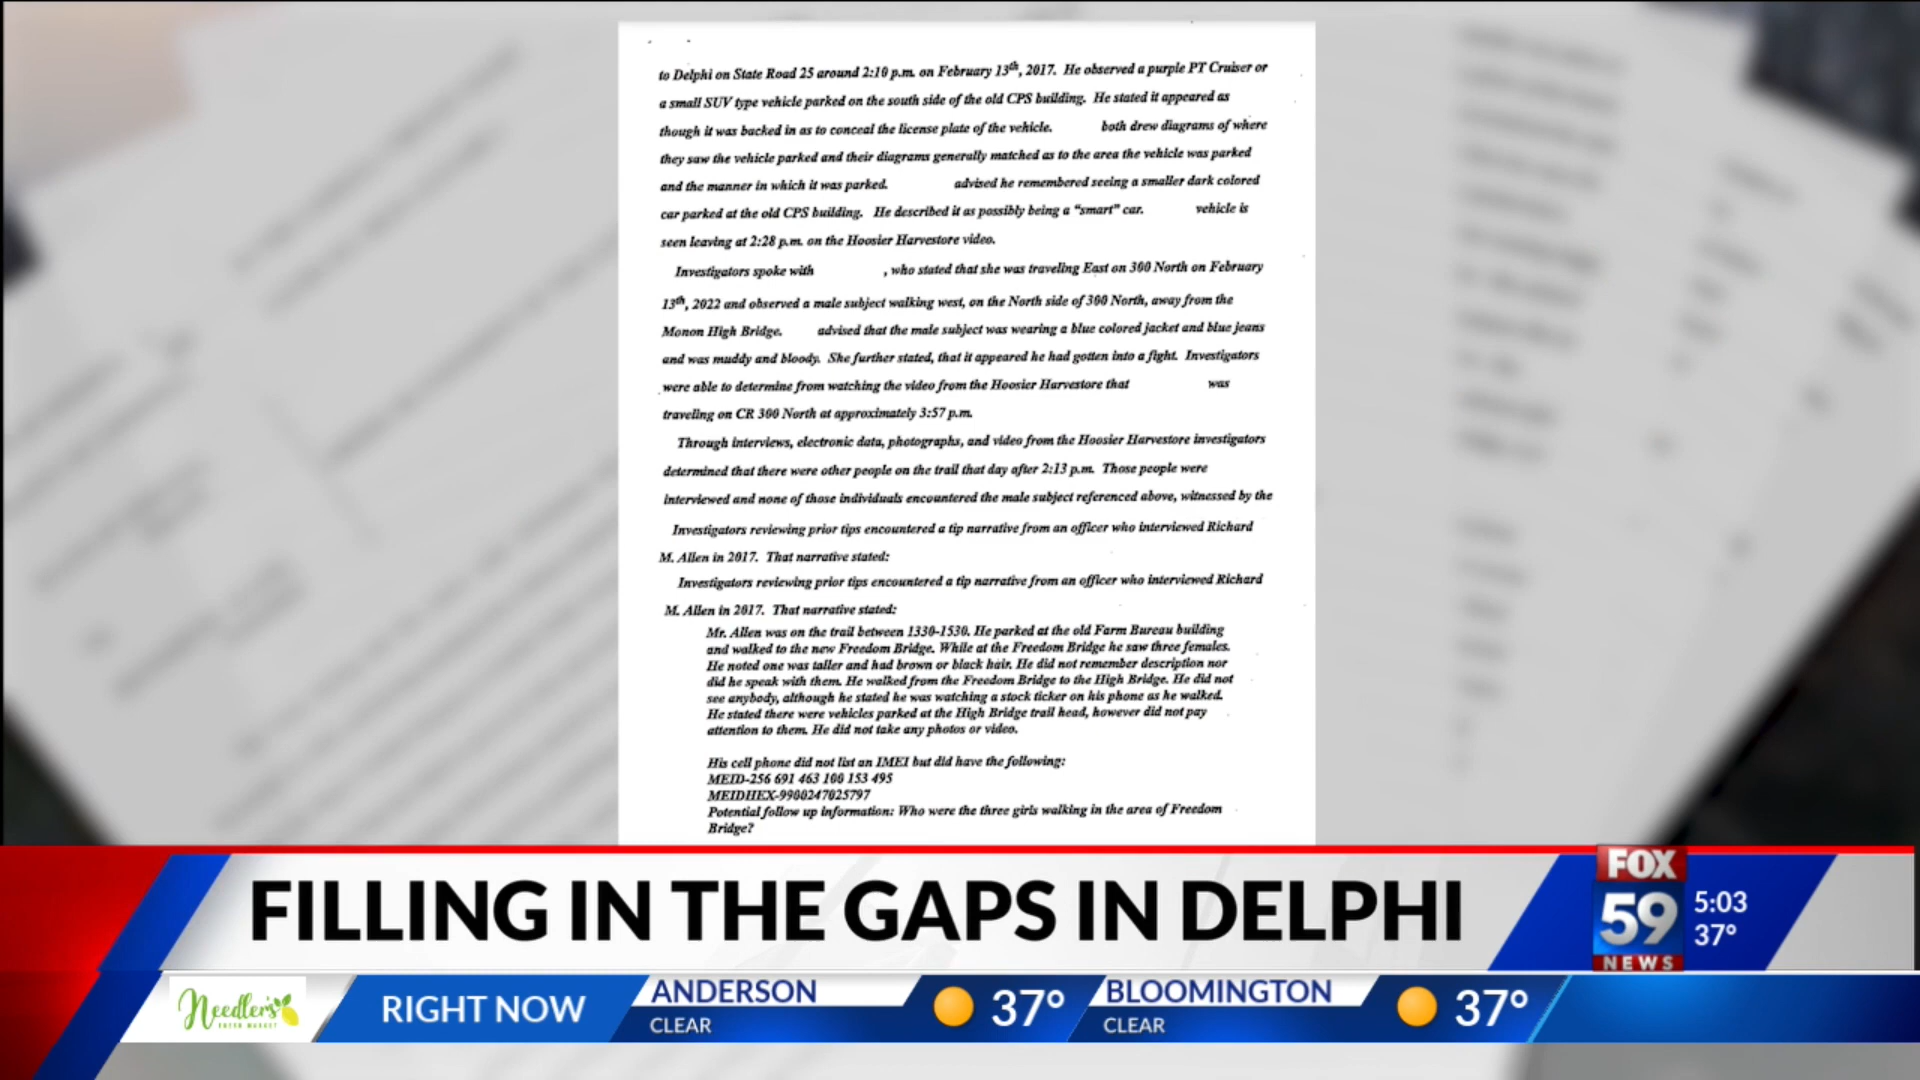 to Delphi on State Road 25 around 2:10 p.m. on February 13th, 2017. He observed a purple PT Cruiser or
a small SUV type vehicle parked on the south side of the old CPS building. He stated it appeared as
though it was backed in as to conceal the license plate of the vehicle. both drew diagrams of where
they saw the vehicle parked and their diagrams generally matched as to the area the vehicle was parked
and the manner in which it was parked. advised he remembered seeing a smaller dark colored
car parked at the old CPS building. He described it as possibly being a "smart" car. vehicle is
seen leaving at 2:28 p.m. on the Hoosier Harvestore video.
Investigators spoke with , who stated that she was traveling East on 300 North on February
13th, 2022 and observed a male subject walking west, on the North side of 300 North, away from the
Monon High Bridge. advised that the male subject was wearing a blue colored jacket and blue jeans
and was muddy and bloody. She further stated, that it appeared he had gotten into a fight. Investigators
were able to determine from watching the video from the Hoosier Harvestore that was
traveling on CR 300 North at approximately 3:57 p.m.
Through interviews, electronic data, photographs, and video from the Hoosier Harvestore investigators
determined that there were other people on the trail that day after 2:13 p.m. Those people were
interviewed and none of those individuals encountered the male subject referenced above, witnessed by the
Investigators reviewing prior tips encountered a tip narrative from an officer who interviewed Richard
M. Allen in 2017. That narrative stated:
Investigators reviewing prior tips encountered a tip narrative from an officer who interviewed Richard
M. Allen in 2017. That narrative stated:
Mr. Allen was on the trail between 1330-1530. He parked at the old Farm Bureau building
and walked to the new Freedom Bridge. While at the Freedom Bridge he saw three females.
He noted one was taller and had brown or black hair. He did not remember description nor
did he speak with them. He walked from the Freedom Bridge to the High Bridge. He did not
see anybody, although he stated he was watching a stock ticker on his phone as he walked.
He stated there were vehicles parked at the High Bridge trail head, however did not pay
attention to them. He did not take any photos or video.
His cell phone did not list an IMEI but did have the following:
MEID-256 691 463 100 153 495
MEIDHEX-9900247025797
Potential follow up information: Who were the three girls walking in the area of Freedom
Bridge?
FILLING IN THE GAPS IN DELPHI
FOX
59
NEWS
5:03
37°
Needler's
FRESH MARKET
RIGHT NOW
ANDERSON
CLEAR
37°
BLOOMINGTON
CLEAR
37°